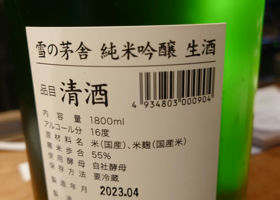 雪の茅舎 純米吟醸 生酒
品目 清酒
4934803000904
内容量 1800ml
アルコール分 16度
原材料名 米(国産)、米麹(国産米)
精米歩合 55%
使用酵母 自社酵母
保存方法 要冷蔵
製造年月 2023.04